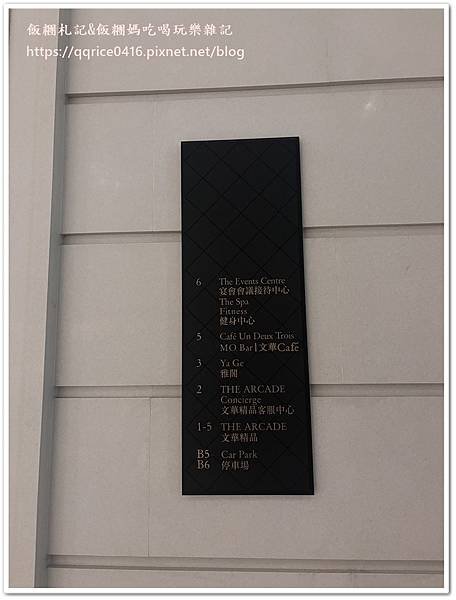 飯糰札記&飯糰媽吃喝玩樂雜記
https://qqrice0416.pixnet.net/blog
6 The Events Centre
宴會會議接待中心
The Spa
Fitness
健身中心
5 Café Un Deux Trois
MO Bar | 文華Café
3 Ya Ge
雅閣
2 THE ARCADE
Concierge
文華精品客服中心
1-5 THE ARCADE
文華精品
B5 Car Park
B6 停車場